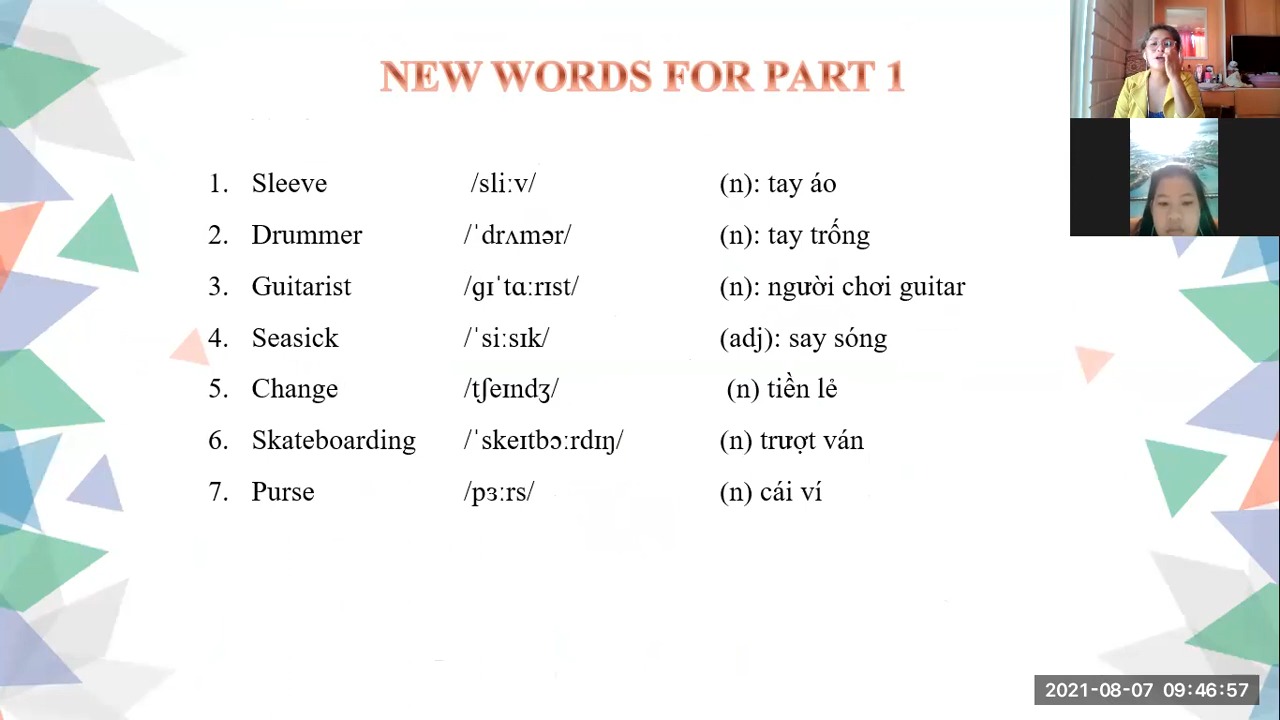 NEW WORDS FOR PART 1
1. Sleeve /sliːv/ (n): tay áo
2. Drummer /ˈdrʌmər/ (n): tay trống
3. Guitarist /ɡɪˈtɑːrɪst/ (n): người chơi guitar
4. Seasick /ˈsiːsɪk/ (adj): say sóng
5. Change /tʃeɪndʒ/ (n) tiền lẻ
6. Skateboarding /ˈskeɪtbɔːrdɪŋ/ (n) trượt ván
7. Purse /pɜːrs/ (n) cái ví
2021-08-07 09:46:57